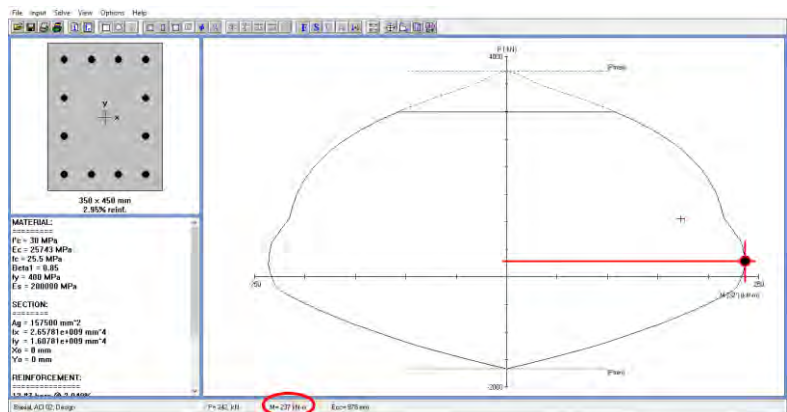 File Input Solve View Options Help
y
x
350 x 450 mm
2.95% reinf.
MATERIAL:
f'c = 30 MPa
Ec = 25743 MPa
fc = 25.5 MPa
Beta1 = 0.85
fy = 400 MPa
Es = 200000 MPa
SECTION:
Ag = 157500 mm^2
Ix = 2.65781e+009 mm^4
Iy = 1.60781e+009 mm^4
Xo = 0 mm
Yo = 0 mm
REINFORCEMENT:
P (kN)
4000
(Pmax)
250
250
(Pmin)
-2000
Biaxial ACI 02; Design
M= 237 kN-m